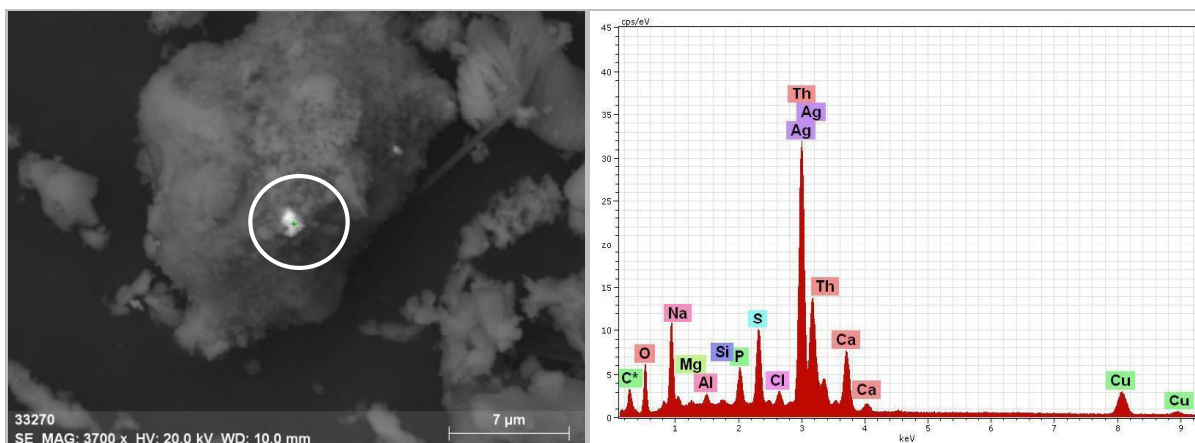 33270
7 µm
SE MAG: 3700 x HV: 20.0 kV WD: 10.0 mm
cps/eV
45
40
35
30
25
20
15
10
5
0
Th
Ag
Ag
Th
Na
S
O
Ca
Si
P
Mg
C*
Al
Cl
Ca
Cu
Cu
1
2
3
4
5
6
7
8
9
keV